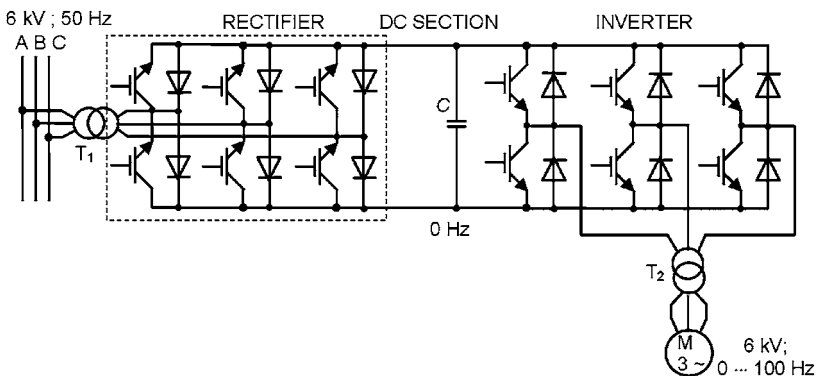 6 kV ; 50 Hz
RECTIFIER
DC SECTION
INVERTER
A B C
C
T1
0 Hz
T2
M
3 ~
6 kV;
0 ··· 100 Hz